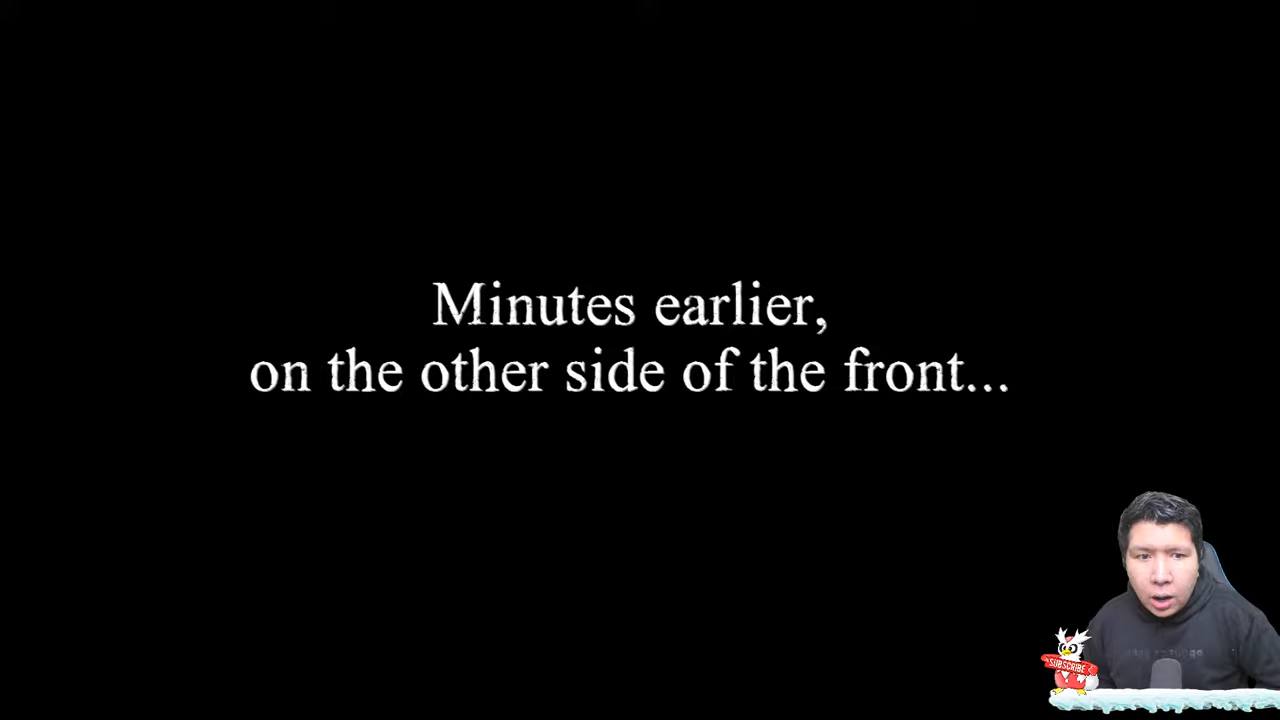 Minutes earlier,
on the other side of the front...
SUBSCRIBE